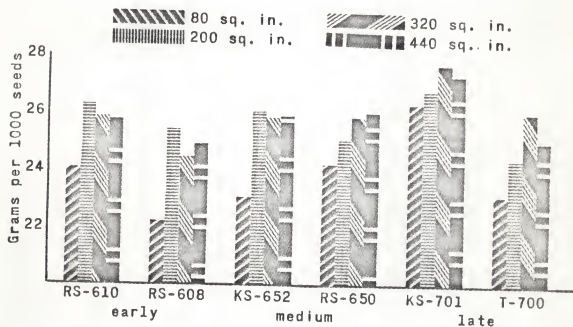 80 sq. in.
320 sq. in.
200 sq. in.
440 sq. in.
Grams per 1000 seeds
28
26
24
22
RS-610 RS-608 KS-652 RS-650 KS-701 T-700
early medium late